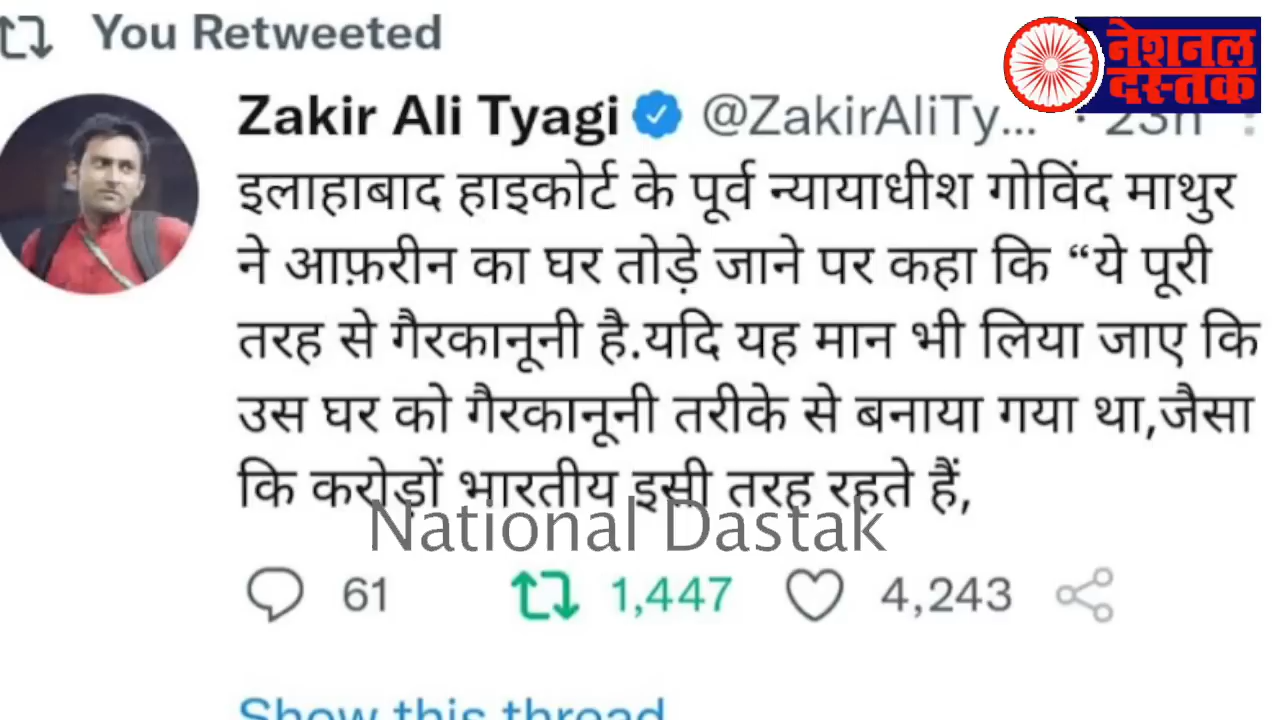 You Retweeted
नेशनल
दस्तक
Zakir Ali Tyagi @ZakirAliTy... · 23h
इलाहाबाद हाइकोर्ट के पूर्व न्यायाधीश गोविंद माथुर
ने आफ़रीन का घर तोड़े जाने पर कहा कि “ये पूरी
तरह से गैरकानूनी है.यदि यह मान भी लिया जाए कि
उस घर को गैरकानूनी तरीके से बनाया गया था,जैसा
कि करोड़ों भारतीय इसी तरह रहते हैं,
National Dastak
61 1,447 4,243
Show this thread